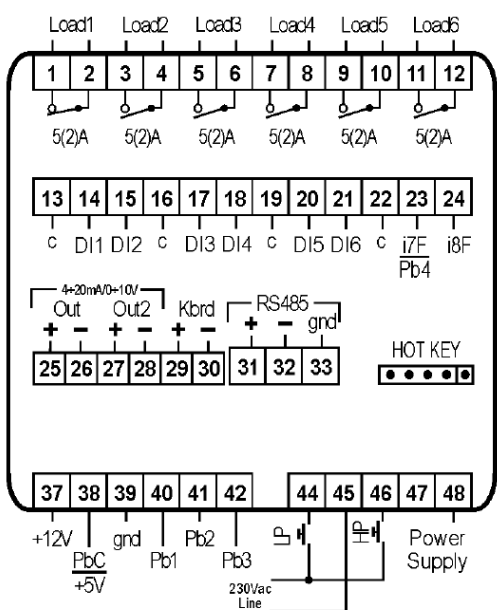 Load1 Load2 Load3 Load4 Load5 Load6
1 2 3 4 5 6 7 8 9 10 11 12
5(2)A 5(2)A 5(2)A 5(2)A 5(2)A 5(2)A
13 14 15 16 17 18 19 20 21 22 23 24
C DI1 DI2 C DI3 DI4 C DI5 DI6 C i7F i8F
Pb4
4÷20mA/0÷10V
Out Out2 Kbrd RS485
+ − + − + − + − gnd
25 26 27 28 29 30 31 32 33
HOT KEY
37 38 39 40 41 42 44 45 46 47 48
+12V PbC gnd Pb1 Pb2 Pb3 LP HP Power
+5V Supply
230Vac
Line